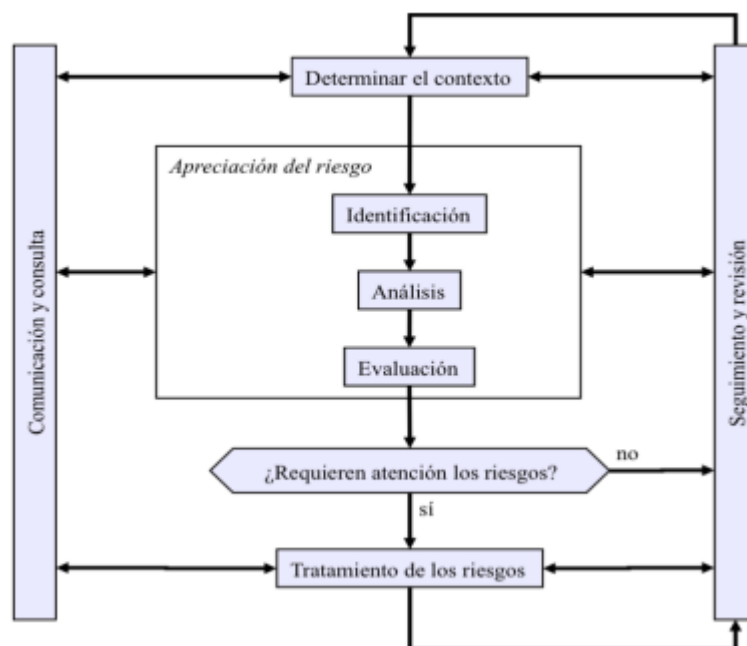 Determinar el contexto
Apreciación del riesgo
Identificación
Análisis
Evaluación
¿Requieren atención los riesgos?
no
sí
Tratamiento de los riesgos
Comunicación y consulta
Seguimiento y revisión